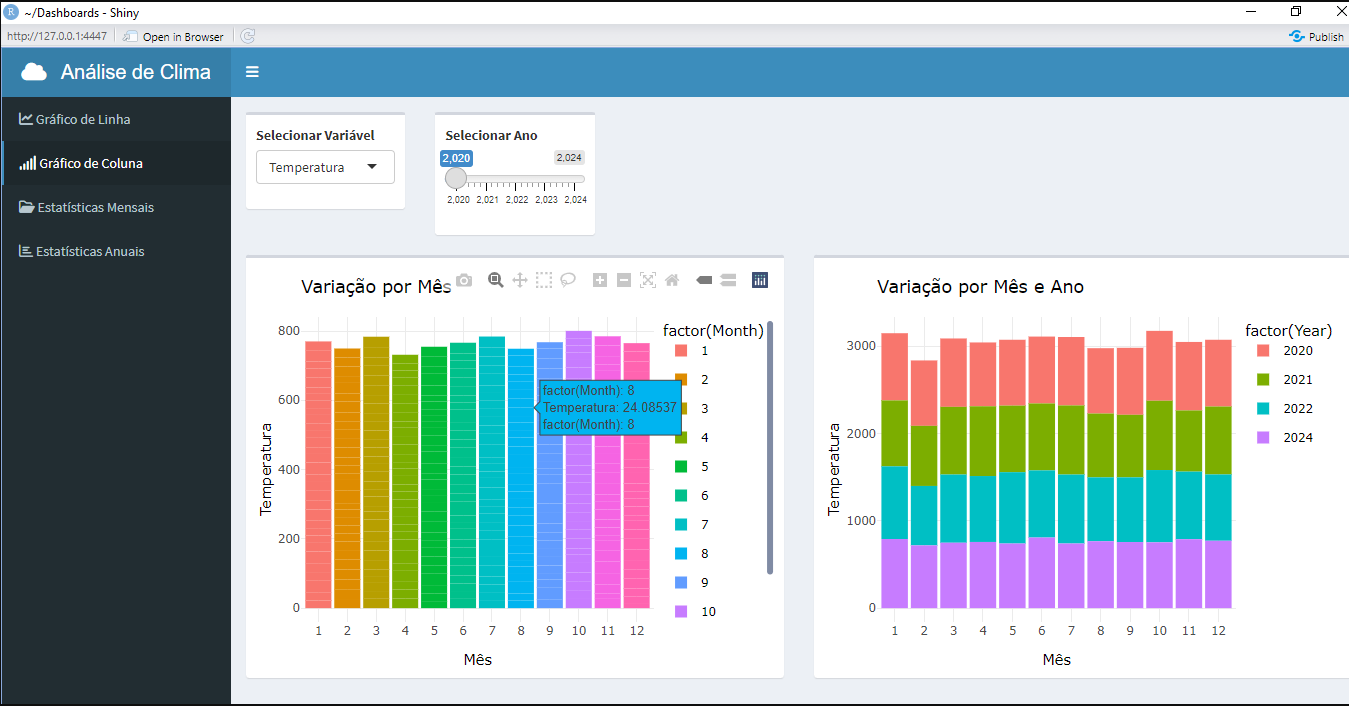 ~/Dashboards - Shiny
http://127.0.0.1:4447 Open in Browser Publish
Análise de Clima
Gráfico de Linha
Gráfico de Coluna
Estatísticas Mensais
Estatísticas Anuais
Selecionar Variável
Temperatura
Selecionar Ano
2,020 2,024
2,020 2,021 2,022 2,023 2,024
Variação por Mês
Temperatura
800
600
400
200
0
1 2 3 4 5 6 7 8 9 10 11 12
Mês
factor(Month): 8
Temperatura: 24.08537
factor(Month): 8
factor(Month)
1
2
3
4
5
6
7
8
9
10
Variação por Mês e Ano
Temperatura
3000
2000
1000
0
1 2 3 4 5 6 7 8 9 10 11 12
Mês
factor(Year)
2020
2021
2022
2024